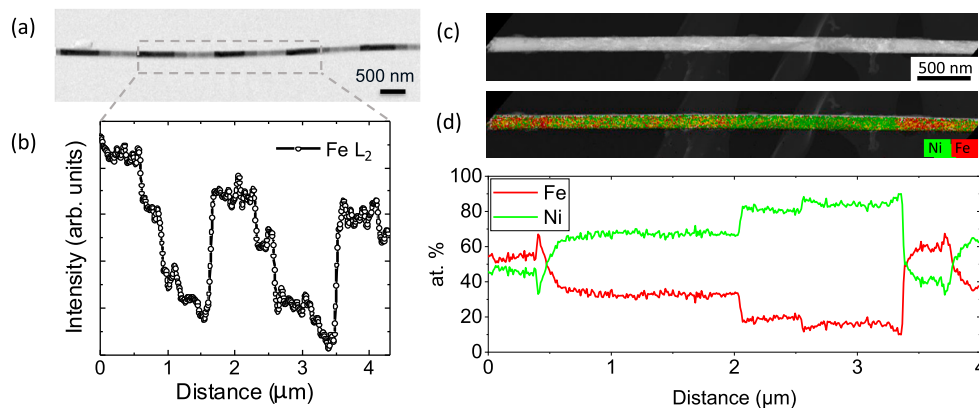 (a)
500 nm
(b)
Fe L₂
Intensity (arb. units)
0 1 2 3 4
Distance (μm)
(c)
500 nm
(d)
Ni Fe
100
80
60
40
20
0
at. %
Fe
Ni
0 1 2 3 4
Distance (μm)